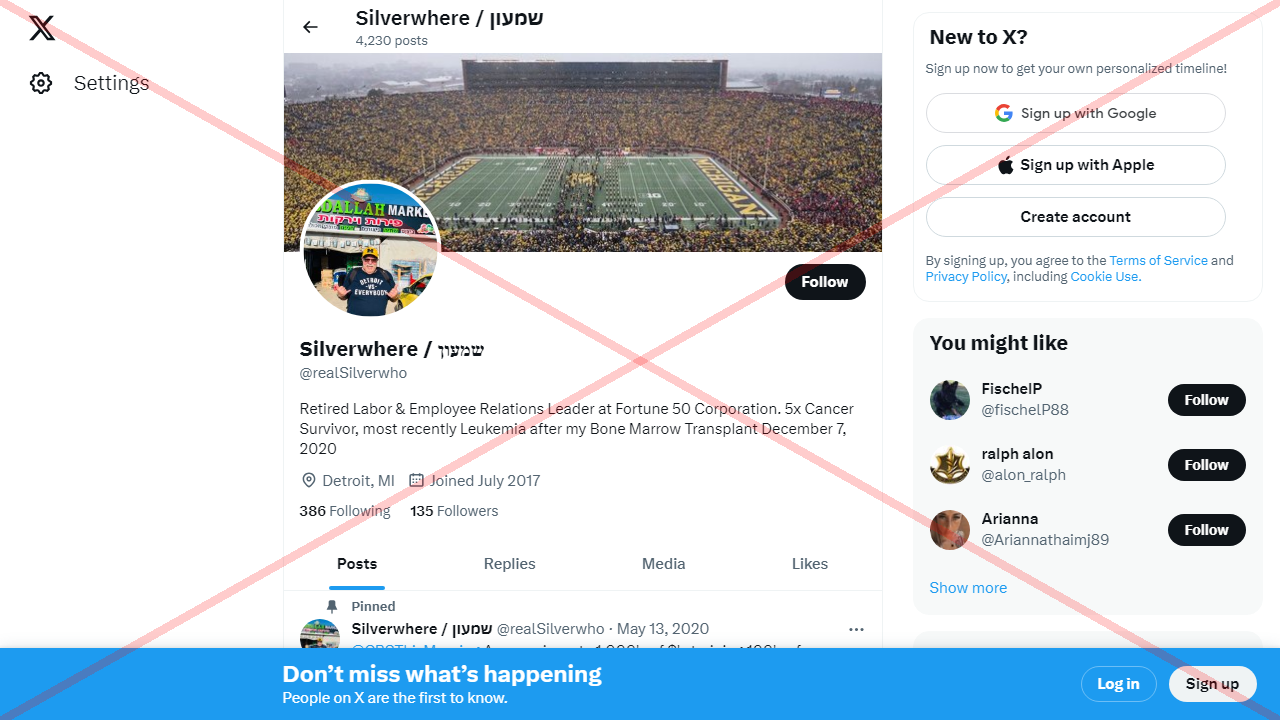 Settings
Silverwhere / שמעון
4,230 posts
MICHIGAN
DALLAH MARKE
פירות וירקות
DETROIT
-VS-
EVERYBODY
Follow
Silverwhere / שמעון
@realSilverwho
Retired Labor & Employee Relations Leader at Fortune 50 Corporation. 5x Cancer
Survivor, most recently Leukemia after my Bone Marrow Transplant December 7,
2020
Detroit, MI Joined July 2017
386 Following 135 Followers
Posts Replies Media Likes
Pinned
Silverwhere / שמעון @realSilverwho · May 13, 2020
New to X?
Sign up now to get your own personalized timeline!
Sign up with Google
Sign up with Apple
Create account
By signing up, you agree to the Terms of Service and
Privacy Policy, including Cookie Use.
You might like
FischelP
@fischelP88
Follow
ralph alon
@alon_ralph
Follow
Arianna
@Ariannathaimj89
Follow
Show more
Don’t miss what’s happening
People on X are the first to know.
Log in
Sign up